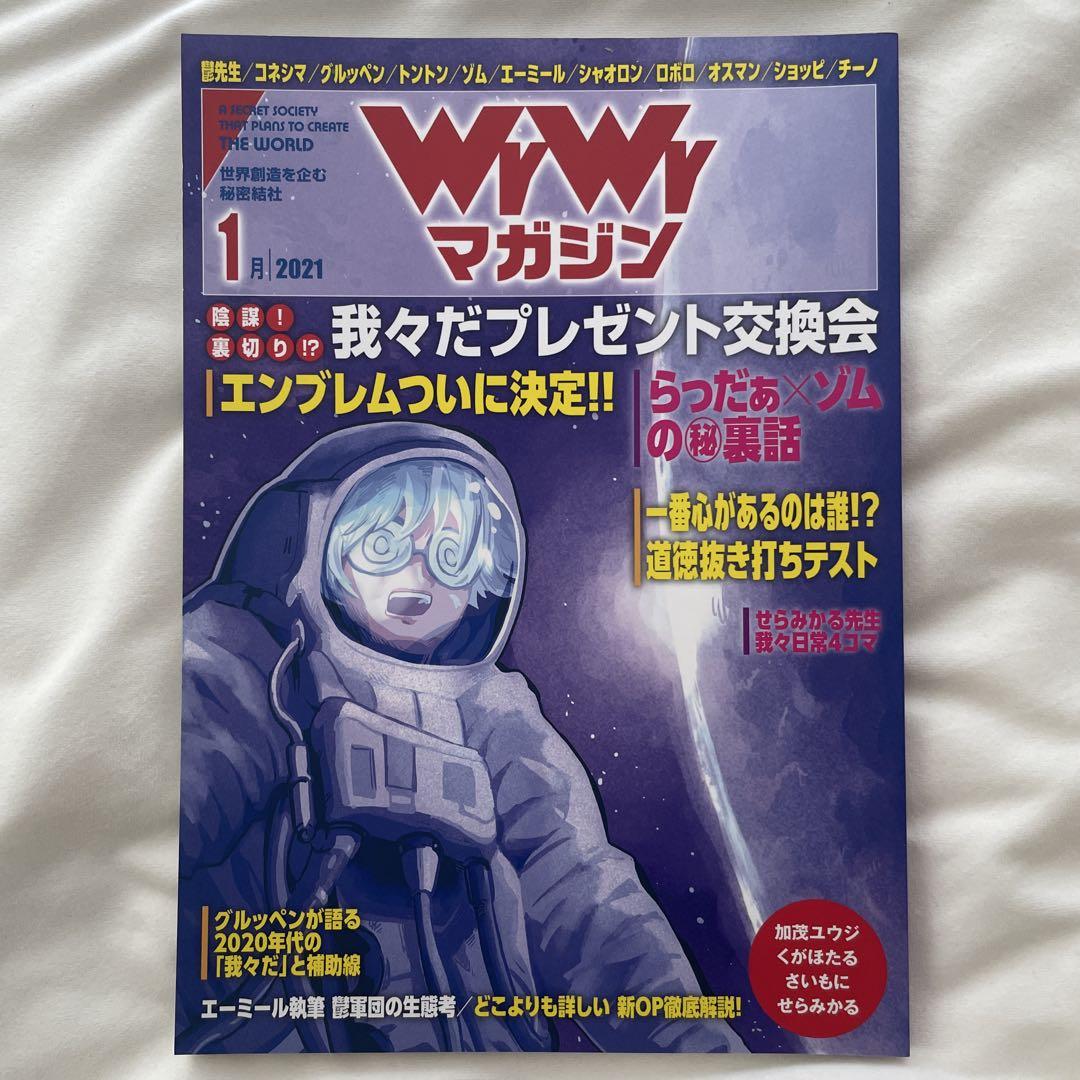 鬱先生/コネシマ/グルッペン/トントン/ゾム/エーミール/シャオロン/ロボロ/オスマン/ショッピ/チーノ
A SECRET SOCIETY
THAT PLANS TO CREATE
THE WORLD
世界創造を企む
秘密結社
1月 2021
WrWrd
マガジン
陰謀!
裏切り!?
我々だプレゼント交換会
エンブレムついに決定!!
らっだぁ×ゾム
の㊙裏話
一番心があるのは誰!?
道徳抜き打ちテスト
せらみかる先生
我々日常4コマ
グルッペンが語る
2020年代の
「我々だ」と補助線
エーミール執筆 鬱軍団の生態考/どこよりも詳しい 新OP徹底解説!
加茂ユウジ
くがほたる
さいもに
せらみかる